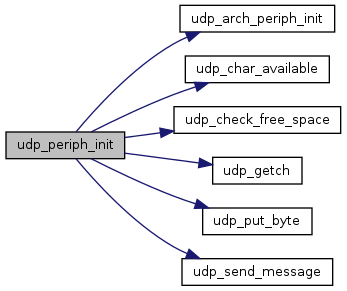 udp_arch_periph_init
udp_char_available
udp_check_free_space
udp_periph_init
udp_getch
udp_put_byte
udp_send_message